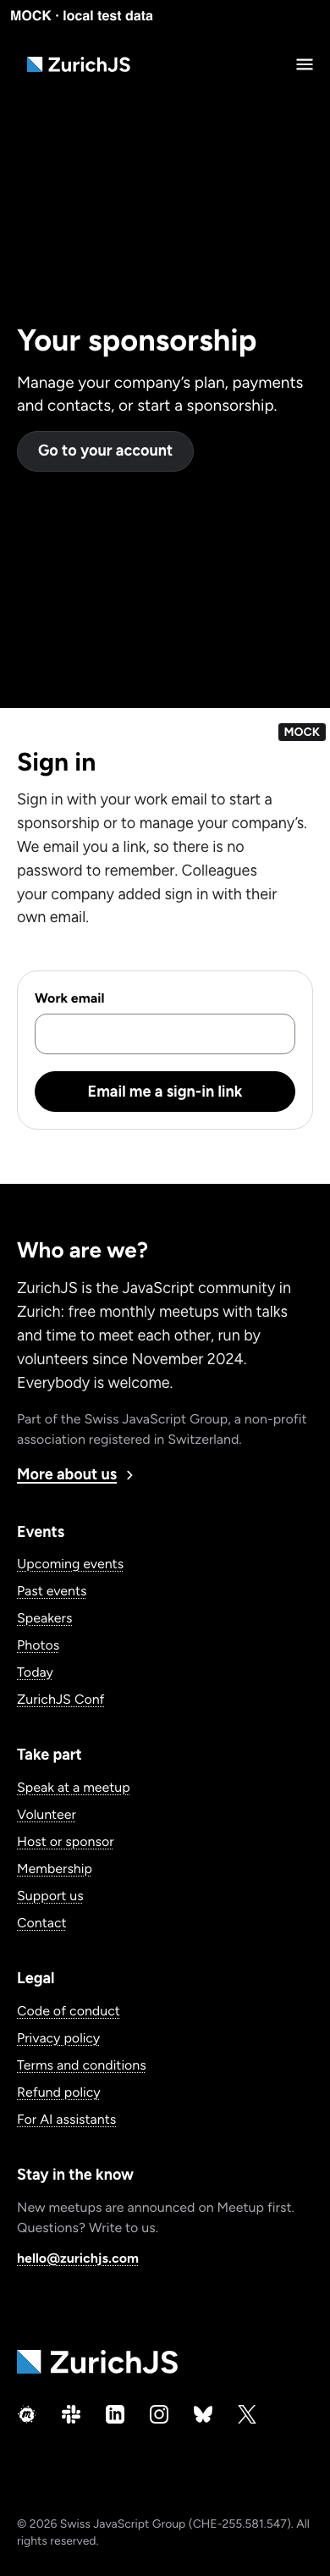 MOCK · local test data
ZurichJS
Your sponsorship
Manage your company’s plan, payments
and contacts, or start a sponsorship.
Go to your account
MOCK
Sign in
Sign in with your work email to start a
sponsorship or to manage your company’s.
We email you a link, so there is no
password to remember. Colleagues
your company added sign in with their
own email.
Work email
Email me a sign-in link
Who are we?
ZurichJS is the JavaScript community in
Zurich: free monthly meetups with talks
and time to meet each other, run by
volunteers since November 2024.
Everybody is welcome.
Part of the Swiss JavaScript Group, a non-profit
association registered in Switzerland.
More about us
Events
Upcoming events
Past events
Speakers
Photos
Today
ZurichJS Conf
Take part
Speak at a meetup
Volunteer
Host or sponsor
Membership
Support us
Contact
Legal
Code of conduct
Privacy policy
Terms and conditions
Refund policy
For AI assistants
Stay in the know
New meetups are announced on Meetup first.
Questions? Write to us.
hello@zurichjs.com
ZurichJS
© 2026 Swiss JavaScript Group (CHE-255.581.547). All
rights reserved.